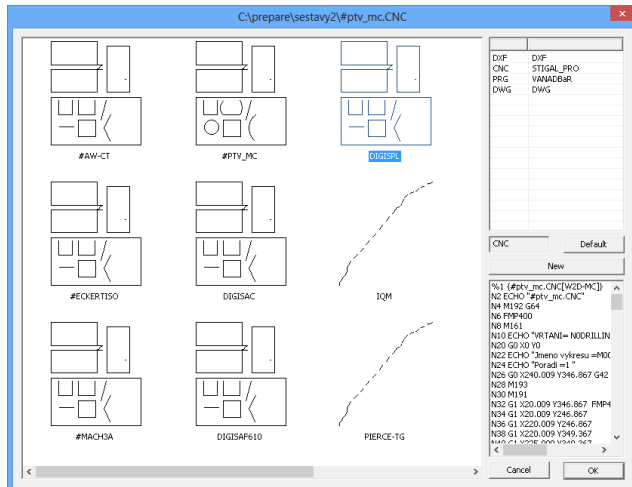 C:\prepare\sestavy2\#ptv_mc.CNC
#AW-CT
#PTV_MC
DIGISPL
#ECKERTISO
DIGISAC
IQM
#MACH3A
DIGISAF610
PIERCE-TG
DXF DXF
CNC STIGAL_PRO
PRG VANADBaR
DWG DWG
CNC
Default
New
%1 {#ptv_mc.CNC[W2D-MC]}
N2 ECHO "#ptv_mc.CNC"
N4 M192 G64
N6 FMP400
N8 M161
N10 ECHO "VRTANI= N0DRILLIN
N20 G0 X0 Y0
N22 ECHO "Jmeno vykresu =M00
N24 ECHO "Poradi =1 "
N26 G0 X240.009 Y346.867 G42
N28 M193
N30 M191
N32 G1 X20.009 Y346.867 FMP4
N34 G1 X20.009 Y246.867
N36 G1 X220.009 Y246.867
N38 G1 X220.009 Y349.367
Cancel
OK